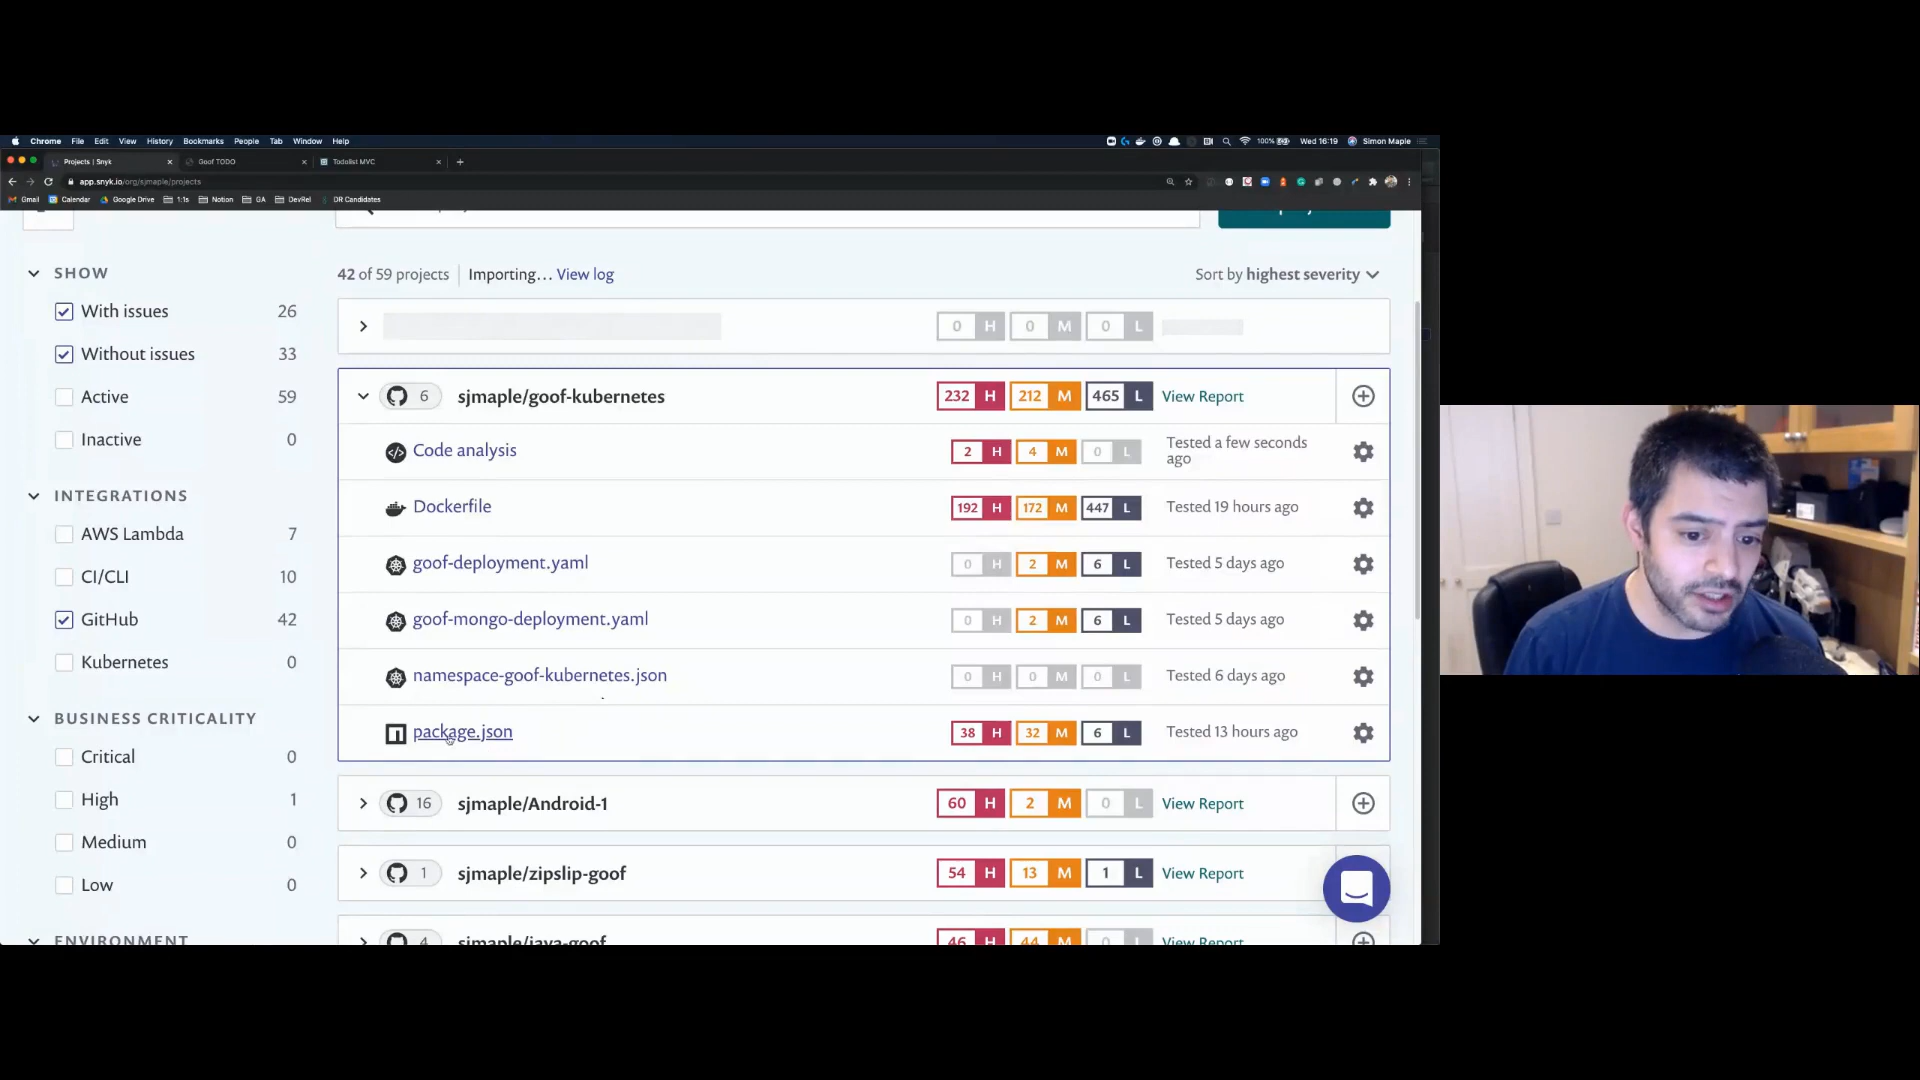 Chrome File Edit View History Bookmarks People Tab Window Help
100% Wed 16:19 Simon Maple
Projects | Snyk Goof TODO Todolist MVC
app.snyk.io/org/sjmaple/projects
Gmail Calendar Google Drive 1:1s Notion GA DevRel DR Candidates
SHOW
With issues 26
Without issues 33
Active 59
Inactive 0
INTEGRATIONS
AWS Lambda 7
CI/CLI 10
GitHub 42
Kubernetes 0
BUSINESS CRITICALITY
Critical 0
High 1
Medium 0
Low 0
ENVIRONMENT
42 of 59 projects Importing... View log
Sort by highest severity
0 H 0 M 0 L
6 sjmaple/goof-kubernetes 232 H 212 M 465 L View Report
Code analysis 2 H 4 M 0 L Tested a few seconds
ago
Dockerfile 192 H 172 M 447 L Tested 19 hours ago
goof-deployment.yaml 0 H 2 M 6 L Tested 5 days ago
goof-mongo-deployment.yaml 0 H 2 M 6 L Tested 5 days ago
namespace-goof-kubernetes.json 0 H 0 M 0 L Tested 6 days ago
package.json 38 H 32 M 6 L Tested 13 hours ago
16 sjmaple/Android-1 60 H 2 M 0 L View Report
1 sjmaple/zipslip-goof 54 H 13 M 1 L View Report
4 sjmaple/java-goof 46 H 44 M 0 L View Report